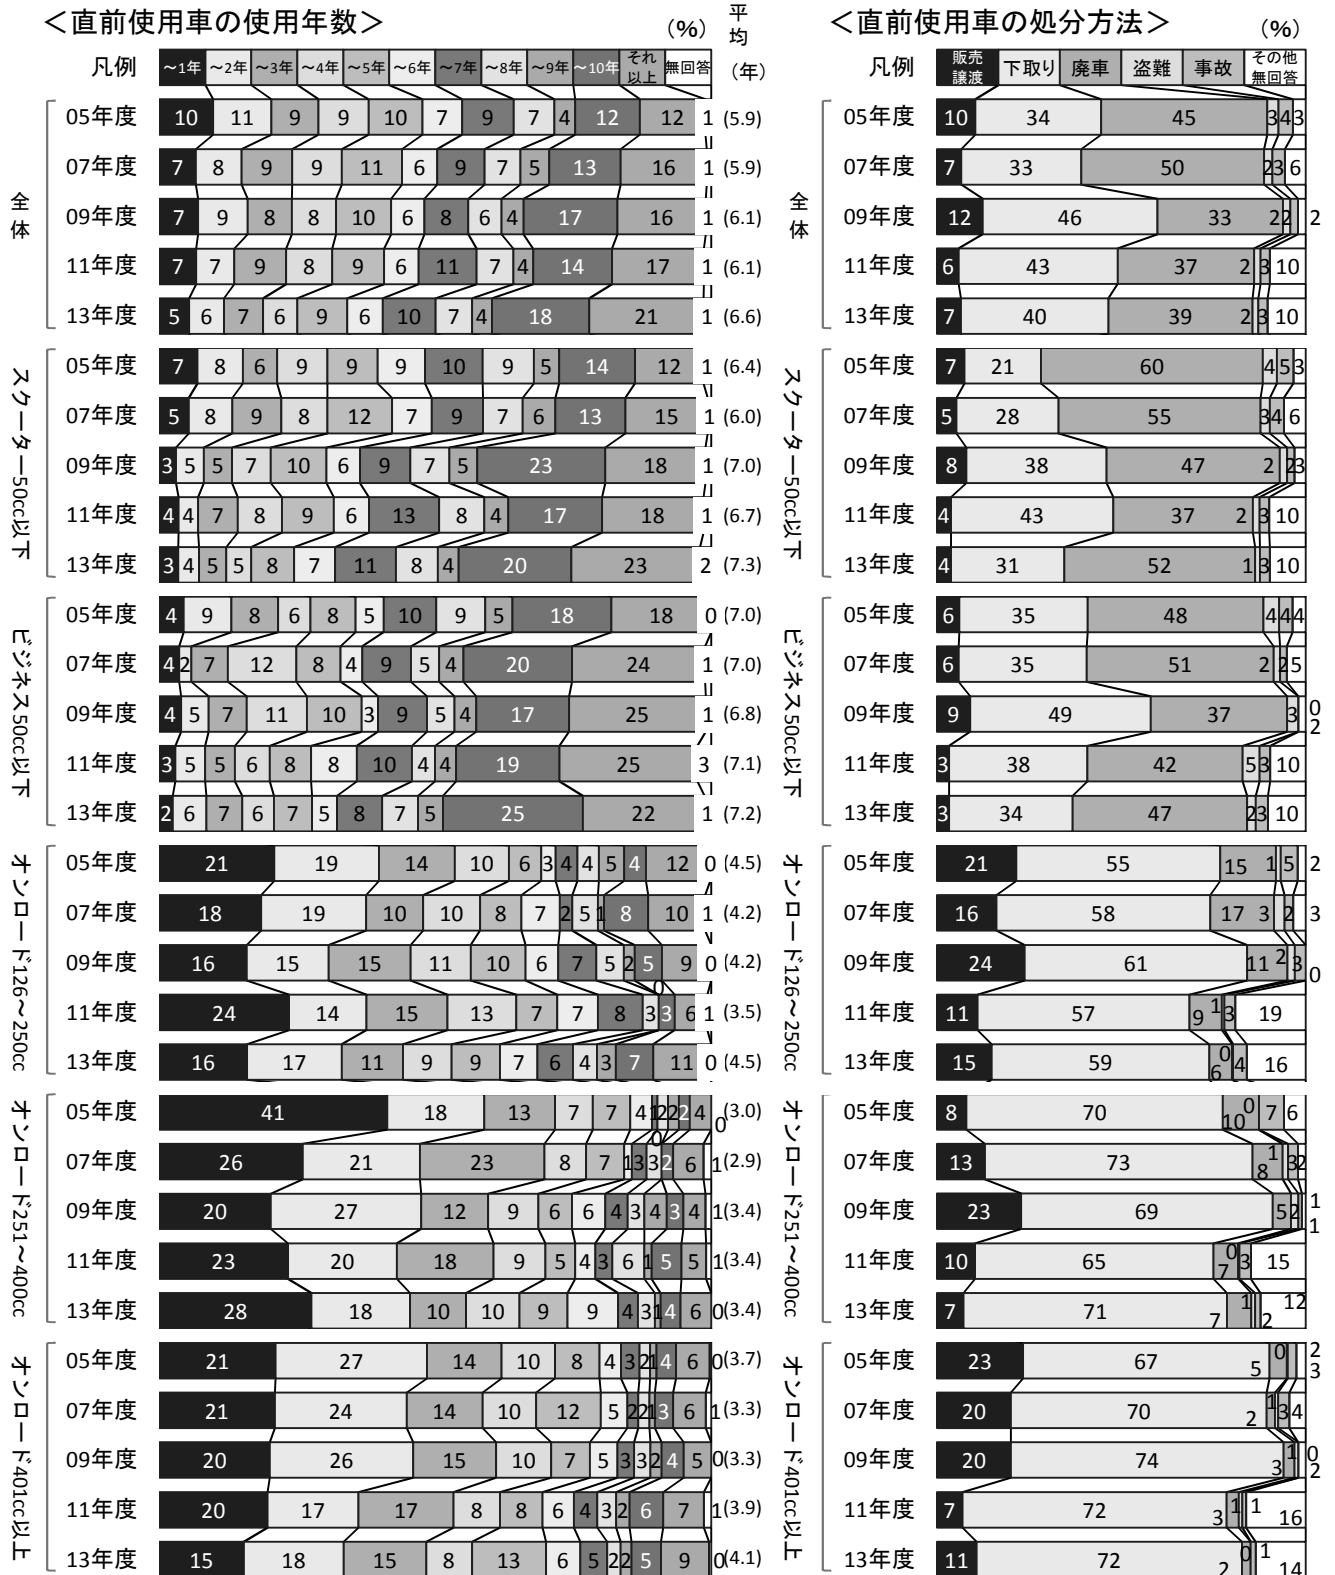 ＜直前使用車の使用年数＞ (%) 平均
凡例 ～1年 ～2年 ～3年 ～4年 ～5年 ～6年 ～7年 ～8年 ～9年 ～10年 それ以上 無回答 (年)
全体
05年度 10 11 9 9 10 7 9 7 4 12 12 1 (5.9)
07年度 7 8 9 9 11 6 9 7 5 13 16 1 (5.9)
09年度 7 9 8 8 10 6 8 6 4 17 16 1 (6.1)
11年度 7 7 9 8 9 6 11 7 4 14 17 1 (6.1)
13年度 5 6 7 6 9 6 10 7 4 18 21 1 (6.6)
スクーター50cc以下
05年度 7 8 6 9 9 9 10 9 5 14 12 1 (6.4)
07年度 5 8 9 8 12 7 9 7 6 13 15 1 (6.0)
09年度 3 5 5 7 10 6 9 7 5 23 18 1 (7.0)
11年度 4 4 7 8 9 6 13 8 4 17 18 1 (6.7)
13年度 3 4 5 5 8 7 11 8 4 20 23 2 (7.3)
ビジネス50cc以下
05年度 4 9 8 6 8 5 10 9 5 18 18 0 (7.0)
07年度 4 2 7 12 8 4 9 5 4 20 24 1 (7.0)
09年度 4 5 7 11 10 3 9 5 4 17 25 1 (6.8)
11年度 3 5 5 6 8 8 10 4 4 19 25 3 (7.1)
13年度 2 6 7 6 7 5 8 7 5 25 22 1 (7.2)
オンロード126～250cc
05年度 21 19 14 10 6 3 4 4 5 4 12 0 (4.5)
07年度 18 19 10 10 8 7 2 5 1 8 10 1 (4.2)
09年度 16 15 15 11 10 6 7 5 2 5 9 0 (4.2)
11年度 24 14 15 13 7 7 8 3 0 3 6 1 (3.5)
13年度 16 17 11 9 9 7 6 4 3 7 11 0 (4.5)
オンロード251～400cc
05年度 41 18 13 7 7 4 1 2 2 2 4 0 (3.0)
07年度 26 21 23 8 7 1 3 3 0 2 6 1 (2.9)
09年度 20 27 12 9 6 6 4 3 4 3 4 1 (3.4)
11年度 23 20 18 9 5 4 3 6 1 5 5 1 (3.4)
13年度 28 18 10 10 9 9 4 3 1 4 6 0 (3.4)
オンロード401cc以上
05年度 21 27 14 10 8 4 3 2 1 4 6 0 (3.7)
07年度 21 24 14 10 12 5 2 2 1 3 6 1 (3.3)
09年度 20 26 15 10 7 5 3 3 2 4 5 0 (3.3)
11年度 20 17 17 8 8 6 4 3 2 6 7 1 (3.9)
13年度 15 18 15 8 13 6 5 2 2 5 9 0 (4.1)
＜直前使用車の処分方法＞ (%)
凡例 販売譲渡 下取り 廃車 盗難 事故 その他無回答
全体
05年度 10 34 45 3 4 3
07年度 7 33 50 2 3 6
09年度 12 46 33 2 2 2
11年度 6 43 37 2 3 10
13年度 7 40 39 2 3 10
スクーター50cc以下
05年度 7 21 60 4 5 3
07年度 5 28 55 3 4 6
09年度 8 38 47 2 2 3
11年度 4 43 37 2 3 10
13年度 4 31 52 1 3 10
ビジネス50cc以下
05年度 6 35 48 4 4 4
07年度 6 35 51 2 2 5
09年度 9 49 37 3 0 2
11年度 3 38 42 5 3 10
13年度 3 34 47 2 3 10
オンロード126～250cc
05年度 21 55 15 1 5 2
07年度 16 58 17 3 2 3
09年度 24 61 11 2 3 0
11年度 11 57 9 1 3 19
13年度 15 59 6 0 4 16
オンロード251～400cc
05年度 8 70 10 0 7 6
07年度 13 73 8 1 3 2
09年度 23 69 5 2 1 1
11年度 10 65 7 0 3 15
13年度 7 71 7 1 2 12
オンロード401cc以上
05年度 23 67 5 0 2 3
07年度 20 70 2 1 3 4
09年度 20 74 3 1 0 2
11年度 7 72 3 1 1 16
13年度 11 72 2 0 1 14